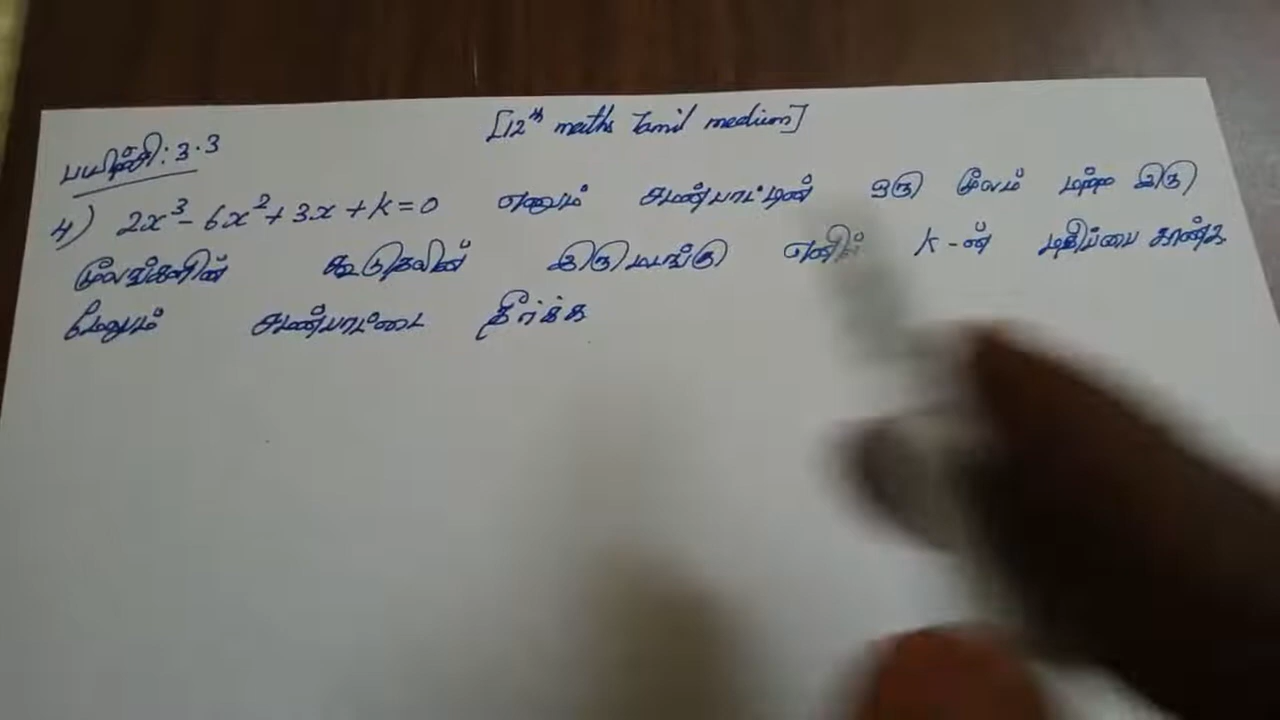 [12th maths Tamil medium]
பயிற்சி: 3.3
4) 2x³ - 6x² + 3x + k = 0 எனும் சமன்பாட்டின் ஒரு மூலம் மற்ற இரு
மூலங்களின் கூடுதலின் இருமடங்கு எனில் k-ன் மதிப்பை காண்க.
மேலும் சமன்பாட்டை தீர்க்க